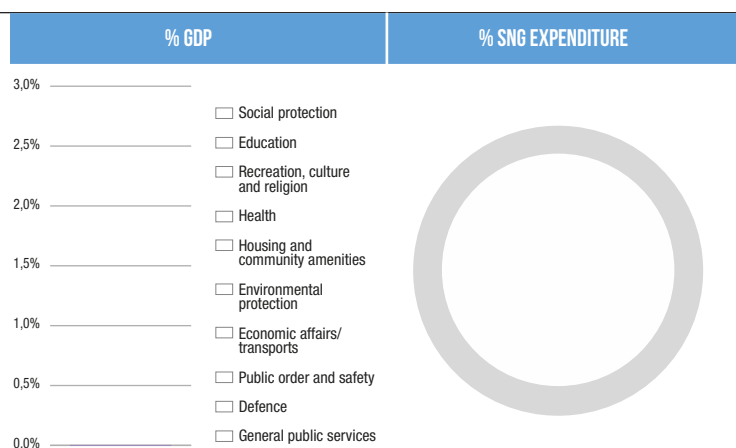 % GDP
% SNG EXPENDITURE
3,0%
2,5%
2,0%
1,5%
1,0%
0,5%
0,0%
Social protection
Education
Recreation, culture
and religion
Health
Housing and
community amenities
Environmental
protection
Economic affairs/
transports
Public order and safety
Defence
General public services